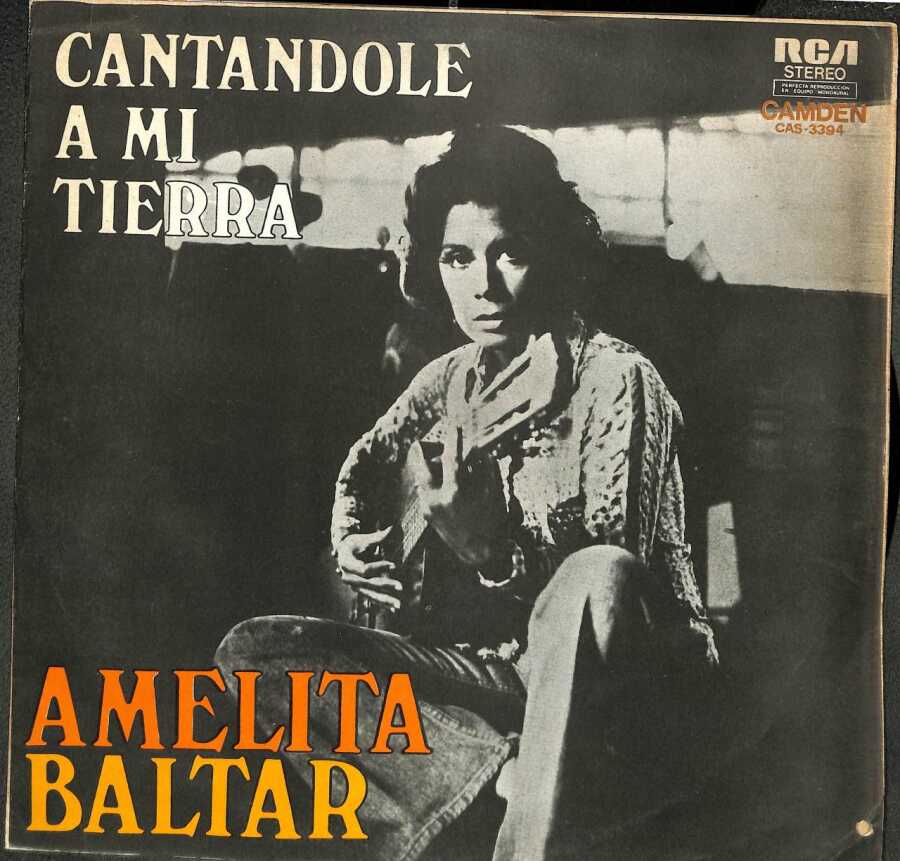 CANTANDOLE
A MI
TIERRA
RCA
STEREO
PERFECTA REPRODUCCION
EN EQUIPO MONOAURAL
CAMDEN
CAS-3394
AMELITA
BALTAR